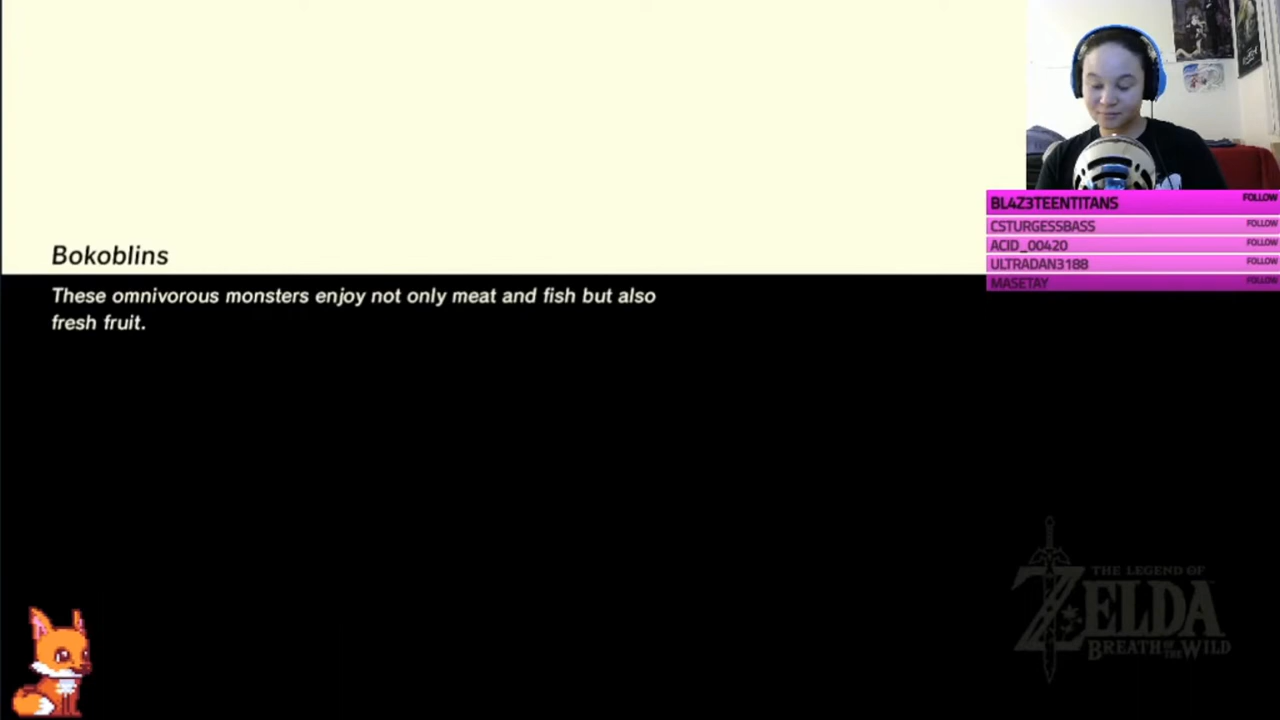 Bokoblins
These omnivorous monsters enjoy not only meat and fish but also
fresh fruit.
BL4Z3TEENTITANS FOLLOW
CSTURGESSBASS FOLLOW
ACID_00420 FOLLOW
ULTRADAN3188 FOLLOW
MASETAY FOLLOW
THE LEGEND OF
ZELDA
BREATH OF THE WILD